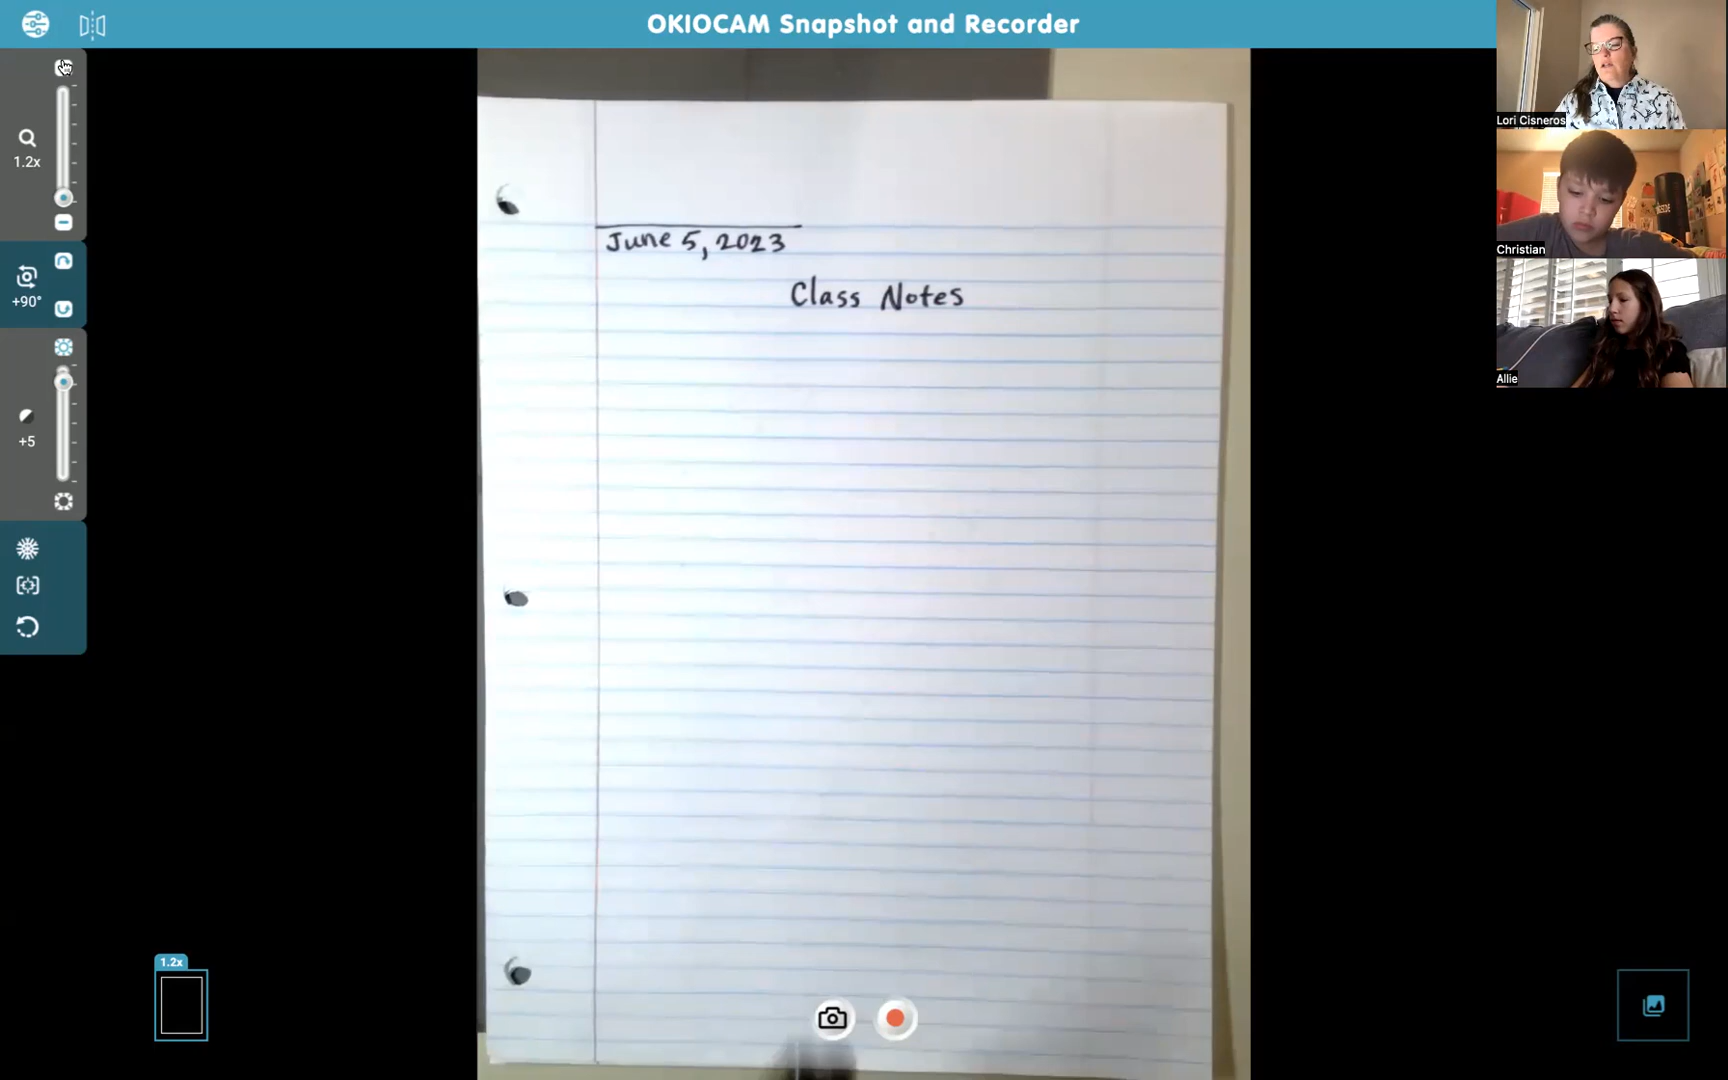 OKIOCAM Snapshot and Recorder
Lori Cisneros
1.2x
June 5, 2023
Christian
Class Notes
+90°
Allie
+5
1.2x